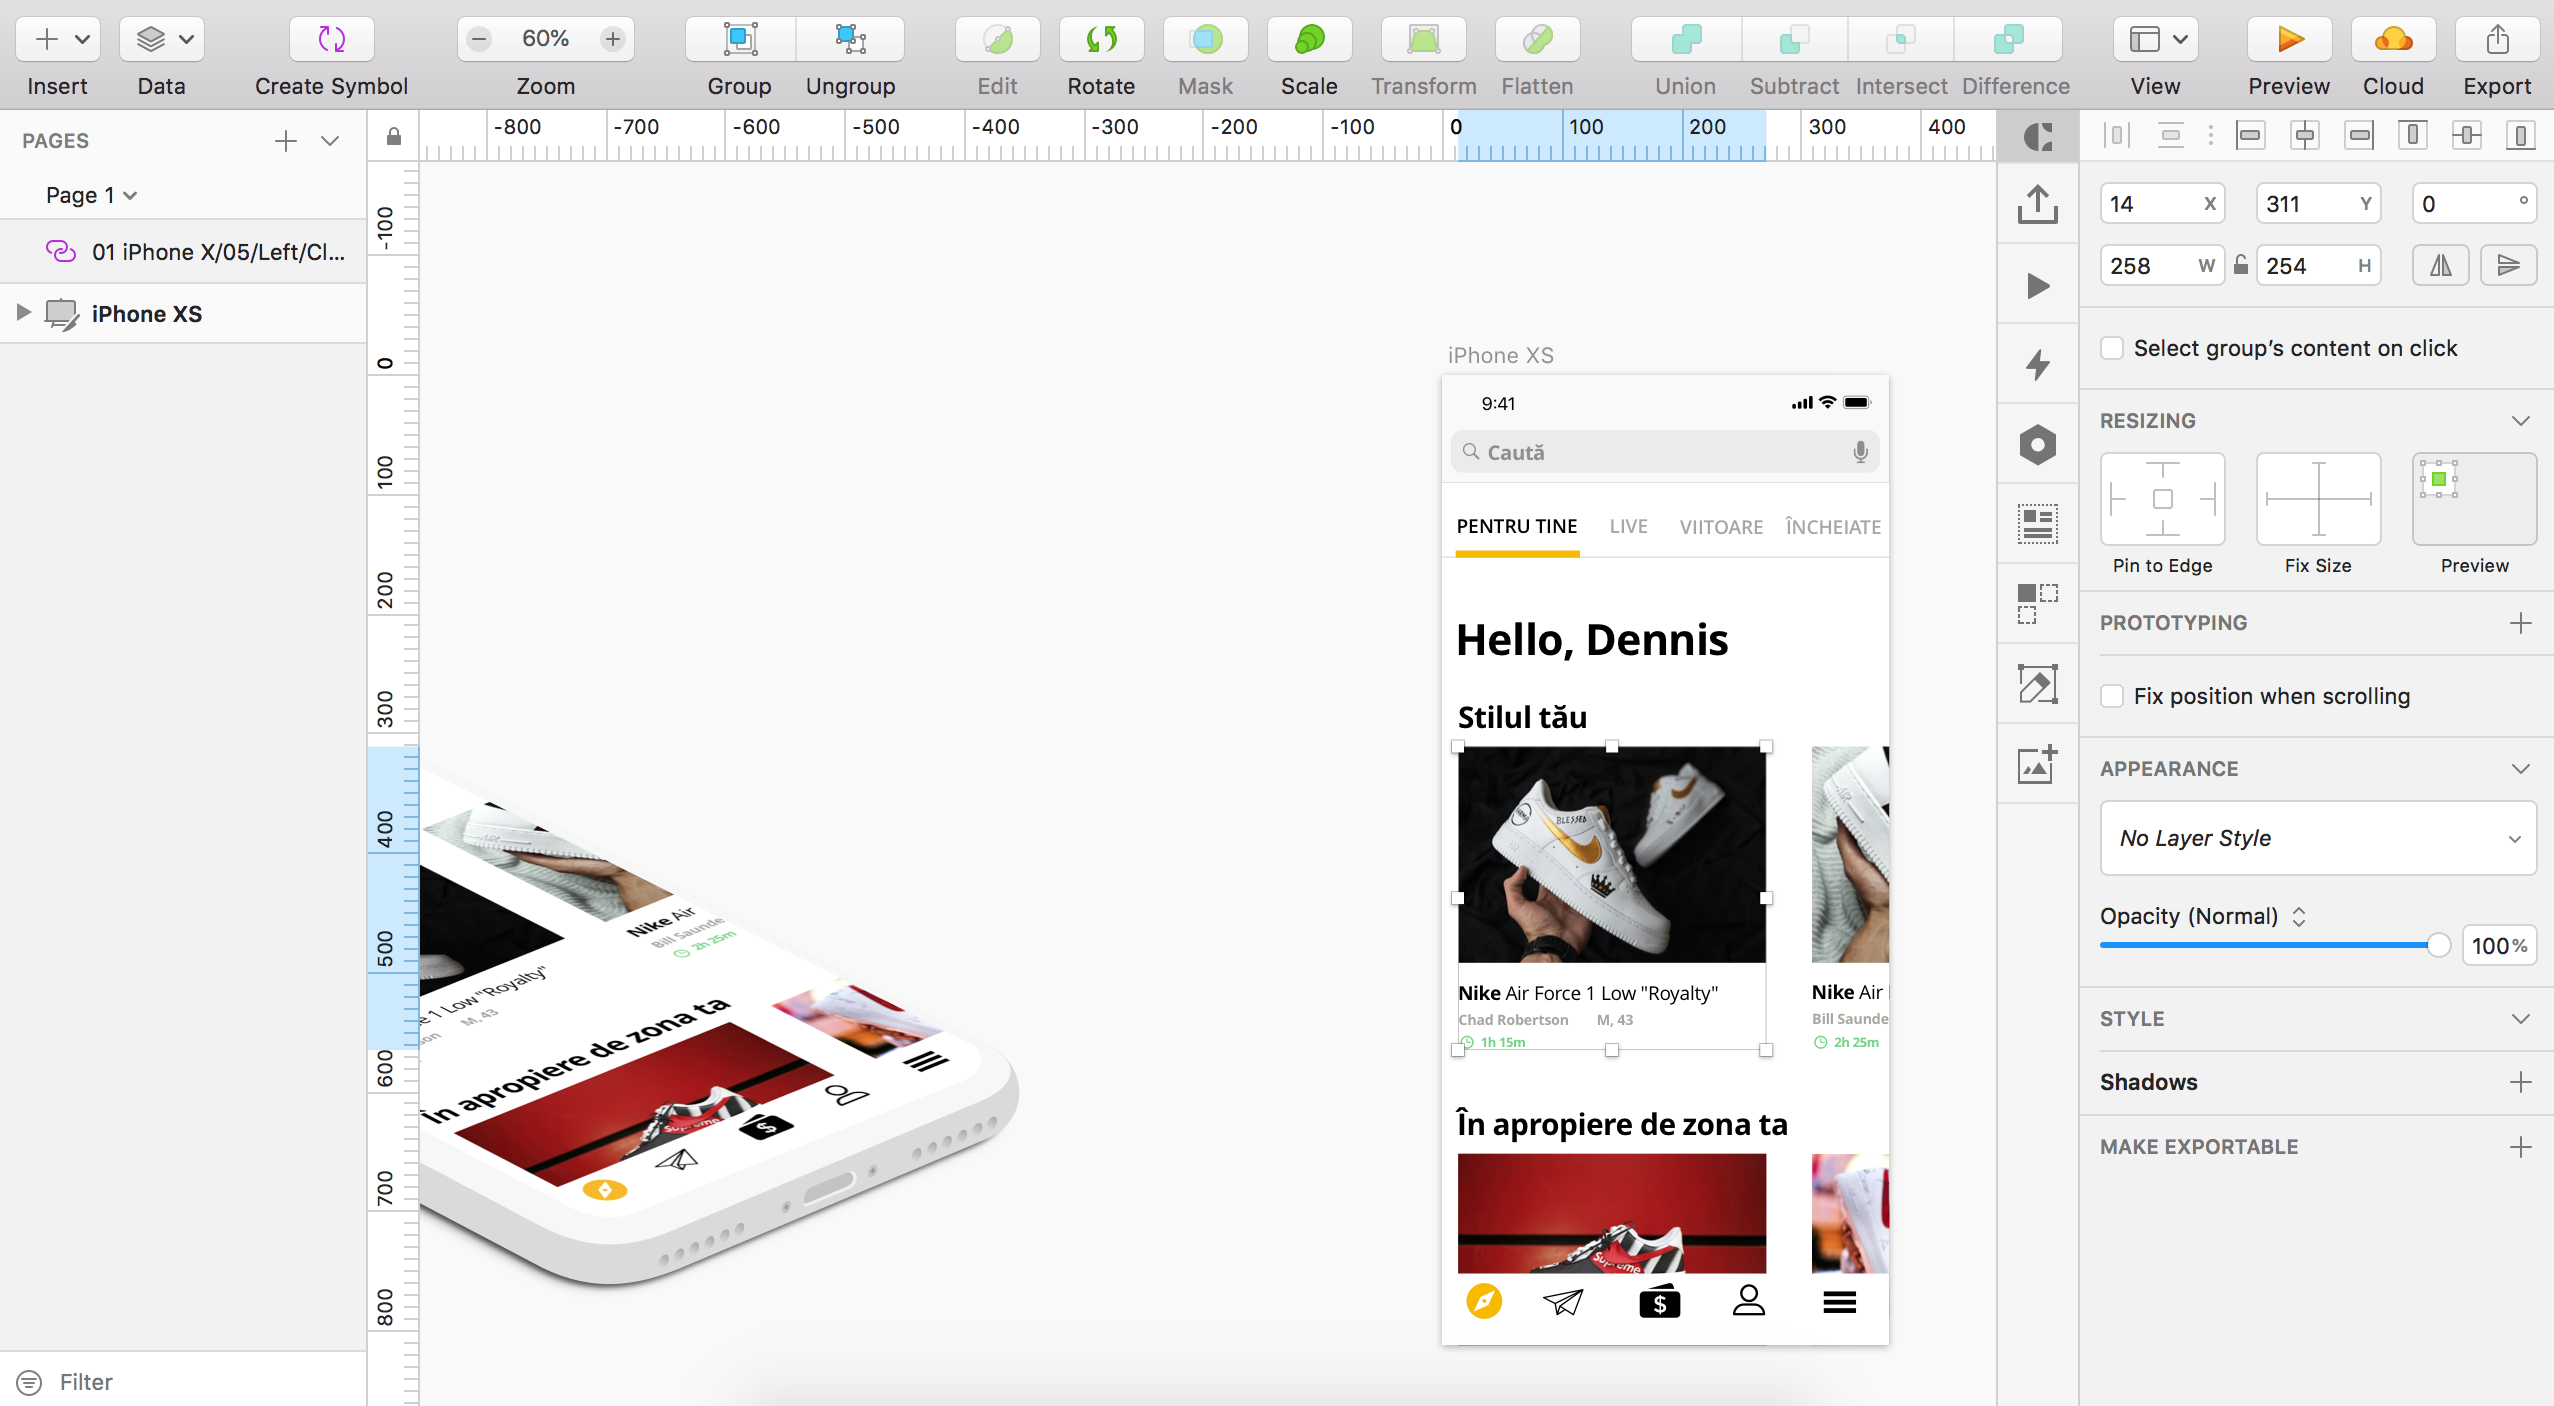 Insert
Data
Create Symbol
60%
Zoom
Group
Ungroup
Edit
Rotate
Mask
Scale
Transform
Flatten
Union
Subtract
Intersect
Difference
View
Preview
Cloud
Export
PAGES
Page 1
01 iPhone X/05/Left/Cl...
iPhone XS
Filter
-800 -700 -600 -500 -400 -300 -200 -100 0 100 200 300 400
-100
0
100
200
300
400
500
600
700
800
Nike Air
Bill Saunde
2h 25m
e 1 Low "Royalty"
son M, 43
În apropiere de zona ta
Supreme
$
iPhone XS
9:41
Caută
PENTRU TINE LIVE VIITOARE ÎNCHEIATE
Hello, Dennis
Stilul tău
BLESSED
Nike Air Force 1 Low "Royalty"
Chad Robertson M, 43
1h 15m
Nike Air
Bill Saunde
2h 25m
În apropiere de zona ta
Supreme
$
14 X 311 Y 0 °
258 W 254 H
Select group's content on click
RESIZING
Pin to Edge Fix Size Preview
PROTOTYPING
Fix position when scrolling
APPEARANCE
No Layer Style
Opacity (Normal)
100%
STYLE
Shadows
MAKE EXPORTABLE